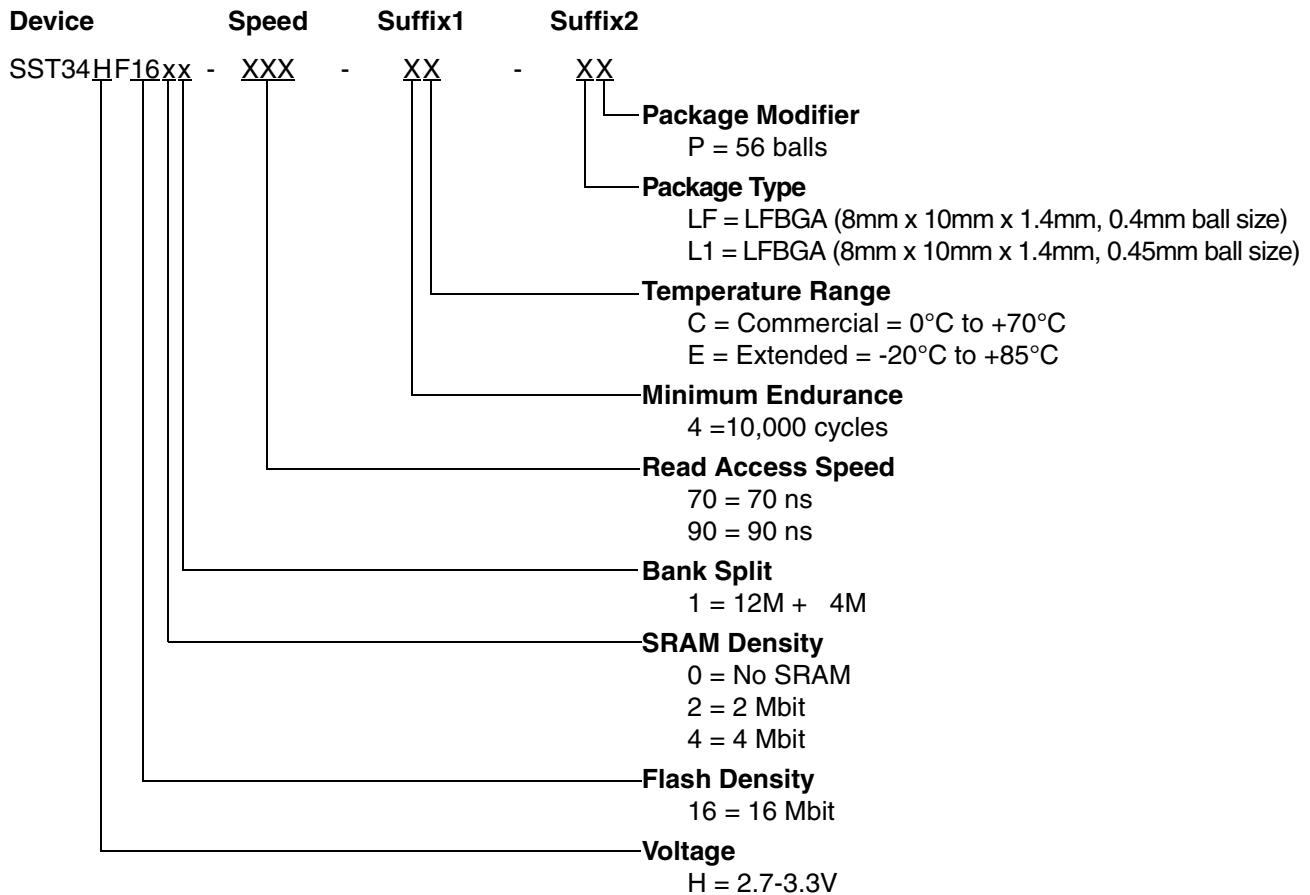 Device Speed Suffix1 Suffix2
SST34HF16xx - XXX - XX - XX
Package Modifier
P = 56 balls
Package Type
LF = LFBGA (8mm x 10mm x 1.4mm, 0.4mm ball size)
L1 = LFBGA (8mm x 10mm x 1.4mm, 0.45mm ball size)
Temperature Range
C = Commercial = 0°C to +70°C
E = Extended = -20°C to +85°C
Minimum Endurance
4 =10,000 cycles
Read Access Speed
70 = 70 ns
90 = 90 ns
Bank Split
1 = 12M + 4M
SRAM Density
0 = No SRAM
2 = 2 Mbit
4 = 4 Mbit
Flash Density
16 = 16 Mbit
Voltage
H = 2.7-3.3V